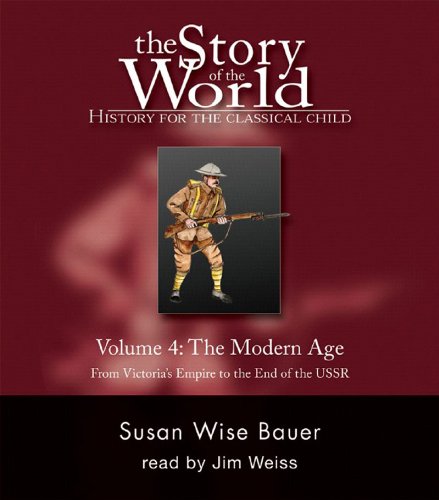 the Story
of the
World
HISTORY FOR THE CLASSICAL CHILD
Volume 4: The Modern Age
From Victoria's Empire to the End of the USSR
Susan Wise Bauer
read by Jim Weiss